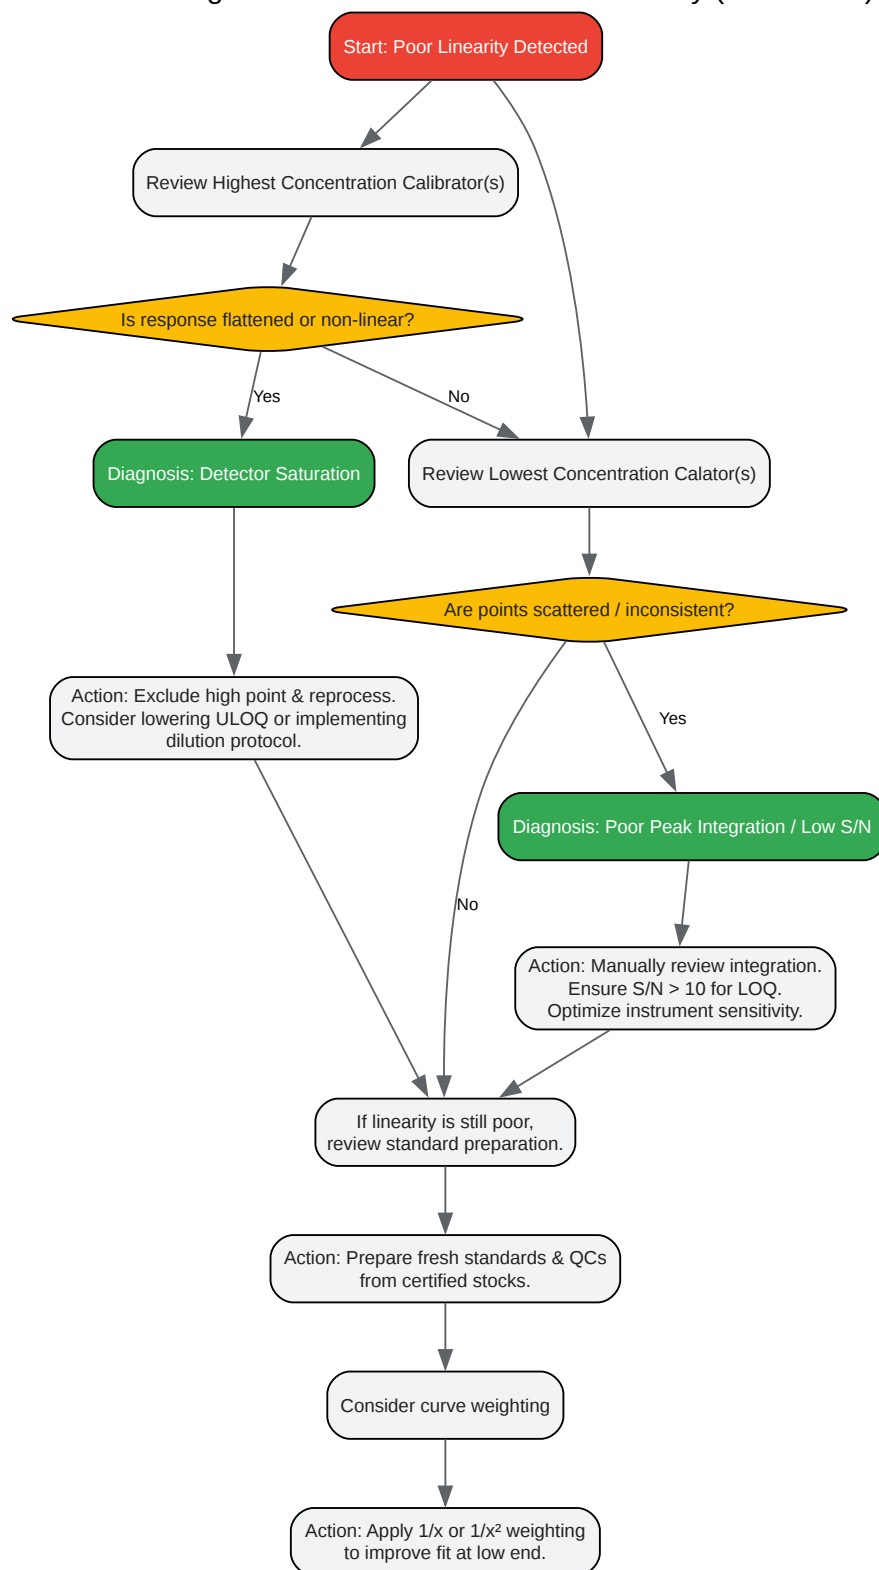 Start: Poor Linearity Detected
Review Highest Concentration Calibrator(s)
Is response flattened or non-linear?
Yes
No
Diagnosis: Detector Saturation
Review Lowest Concentration Calator(s)
Are points scattered / inconsistent?
Action: Exclude high point & reprocess.
Consider lowering ULOQ or implementing
dilution protocol.
Yes
Diagnosis: Poor Peak Integration / Low S/N
No
Action: Manually review integration.
Ensure S/N > 10 for LOQ.
Optimize instrument sensitivity.
If linearity is still poor,
review standard preparation.
Action: Prepare fresh standards & QCs
from certified stocks.
Consider curve weighting
Action: Apply 1/x or 1/x² weighting
to improve fit at low end.